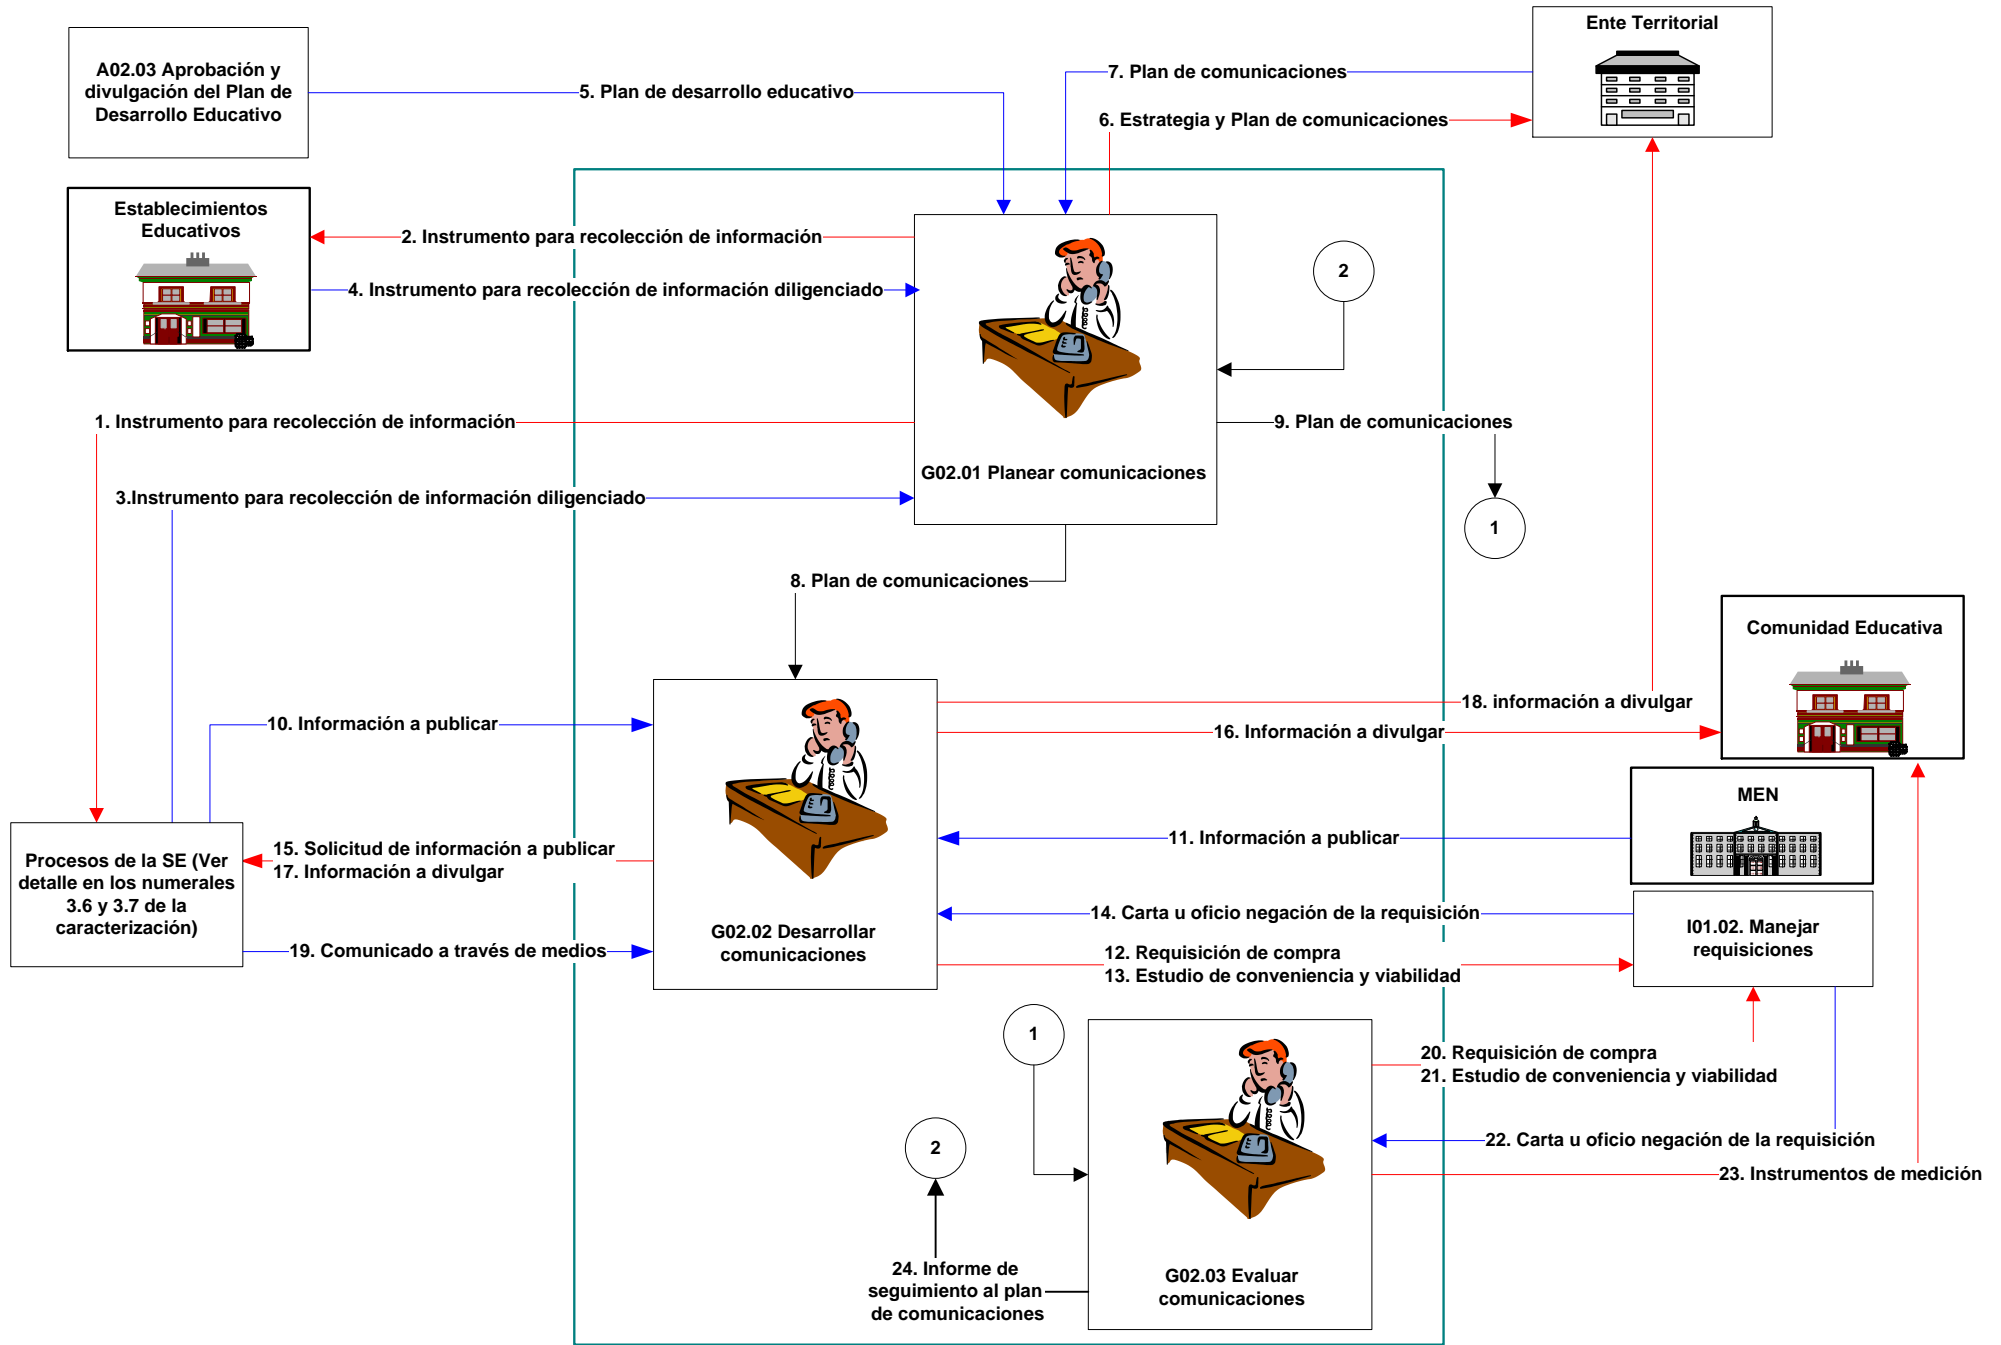 Ente Territorial
A02.03 Aprobación y
divulgación del Plan de
Desarrollo Educativo
7. Plan de comunicaciones
5. Plan de desarrollo educativo
6. Estrategia y Plan de comunicaciones
Establecimientos
Educativos
2. Instrumento para recolección de información
2
4. Instrumento para recolección de información diligenciado
1. Instrumento para recolección de información
9. Plan de comunicaciones
G02.01 Planear comunicaciones
3.Instrumento para recolección de información diligenciado
1
8. Plan de comunicaciones
Comunidad Educativa
18. información a divulgar
10. Información a publicar
16. Información a divulgar
MEN
11. Información a publicar
15. Solicitud de información a publicar
17. Información a divulgar
Procesos de la SE (Ver
detalle en los numerales
3.6 y 3.7 de la
caracterización)
14. Carta u oficio negación de la requisición
I01.02. Manejar
requisiciones
G02.02 Desarrollar
comunicaciones
19. Comunicado a través de medios
12. Requisición de compra
13. Estudio de conveniencia y viabilidad
1
20. Requisición de compra
21. Estudio de conveniencia y viabilidad
2
22. Carta u oficio negación de la requisición
23. Instrumentos de medición
24. Informe de
seguimiento al plan
de comunicaciones
G02.03 Evaluar
comunicaciones